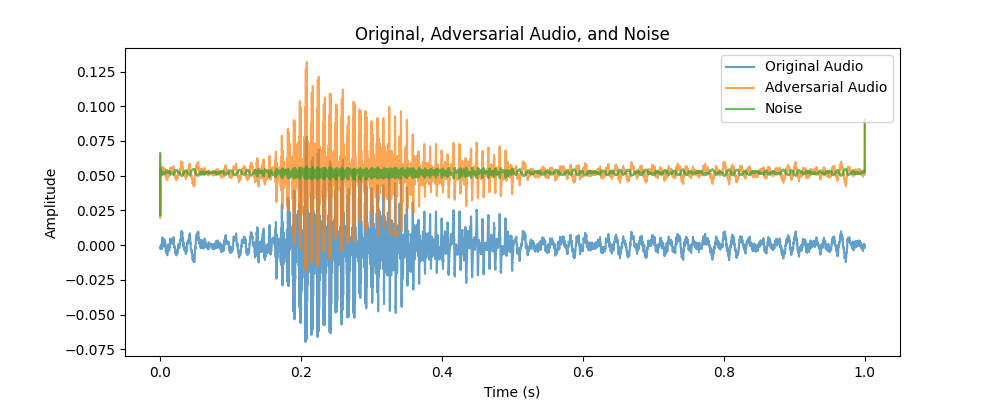 Original, Adversarial Audio, and Noise
Original Audio
Adversarial Audio
Noise
Amplitude
0.125
0.100
0.075
0.050
0.025
0.000
−0.025
−0.050
−0.075
0.0 0.2 0.4 0.6 0.8 1.0
Time (s)